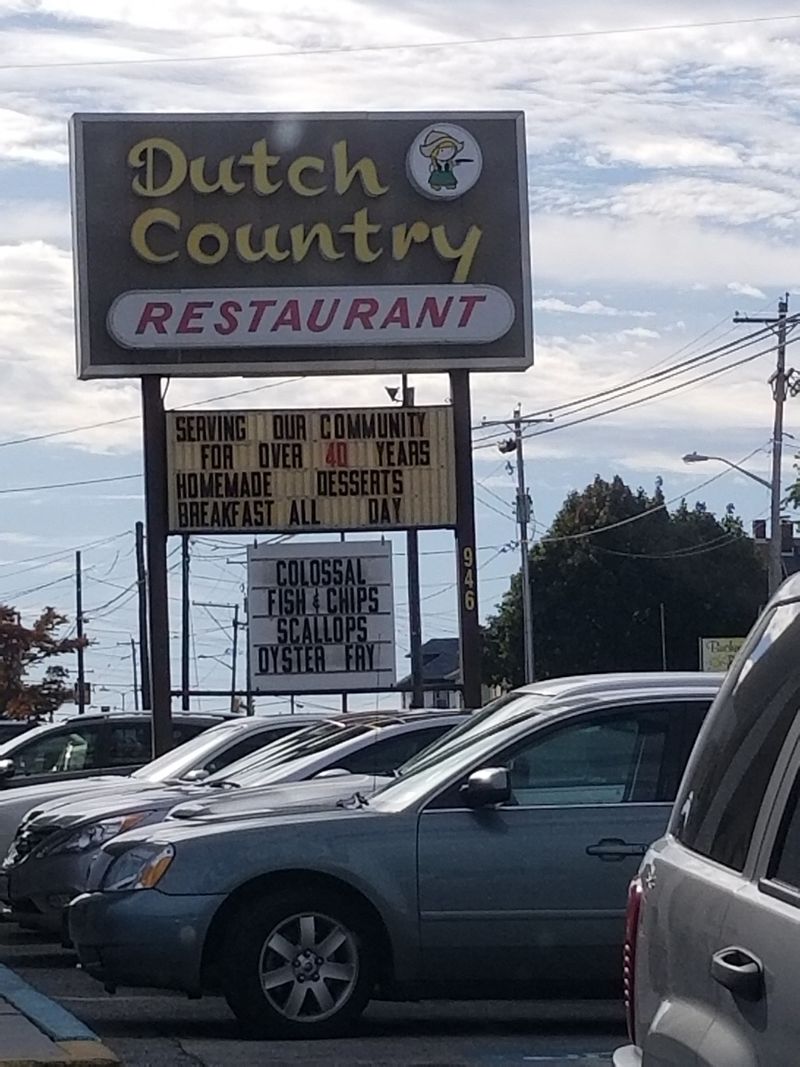 Dutch
Country
RESTAURANT
SERVING OUR COMMUNITY
FOR OVER 40 YEARS
HOMEMADE DESSERTS
BREAKFAST ALL DAY
946
COLOSSAL
FISH & CHIPS
SCALLOPS
OYSTER FRY